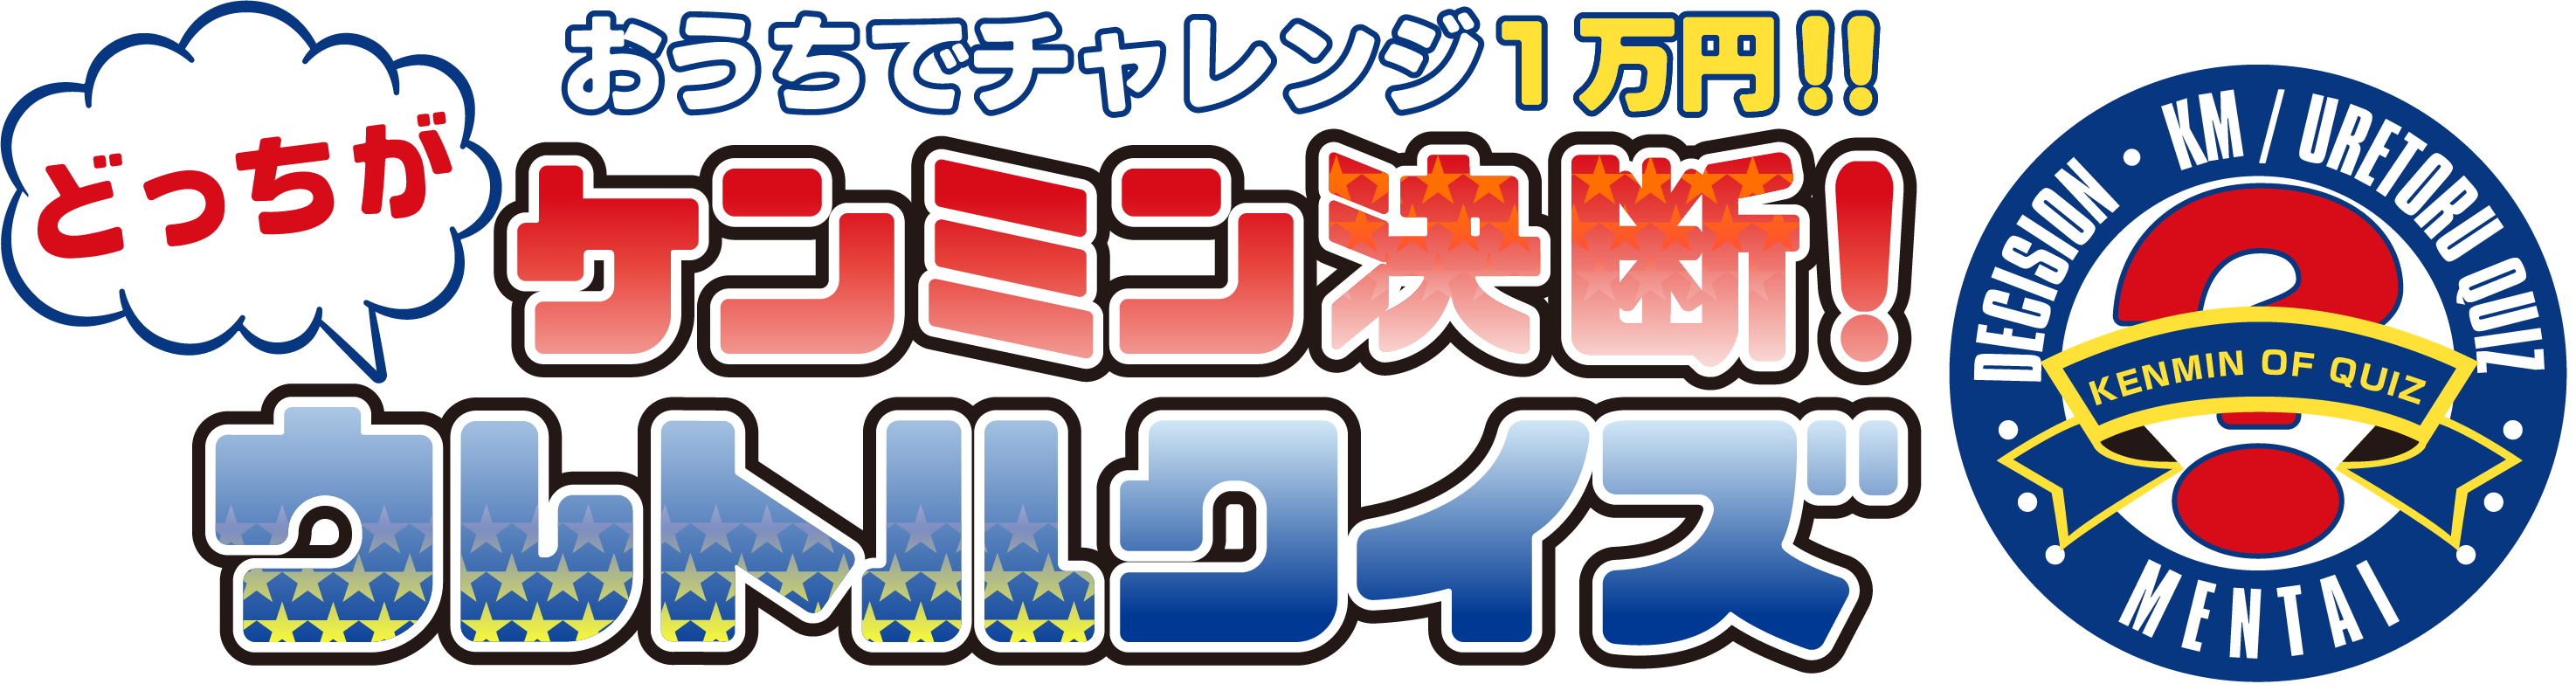 おうちでチャレンジ1万円!!
どっちが
ケンミン決断!
ウレトルクイズ
DECISION・KM/URETORU QUIZ
?
KENMIN OF QUIZ
MENTAI